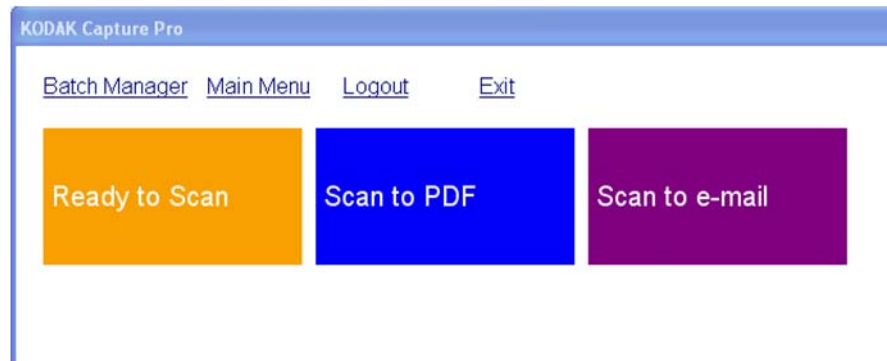 KODAK Capture Pro
Batch Manager Main Menu Logout Exit
Ready to Scan Scan to PDF Scan to e-mail